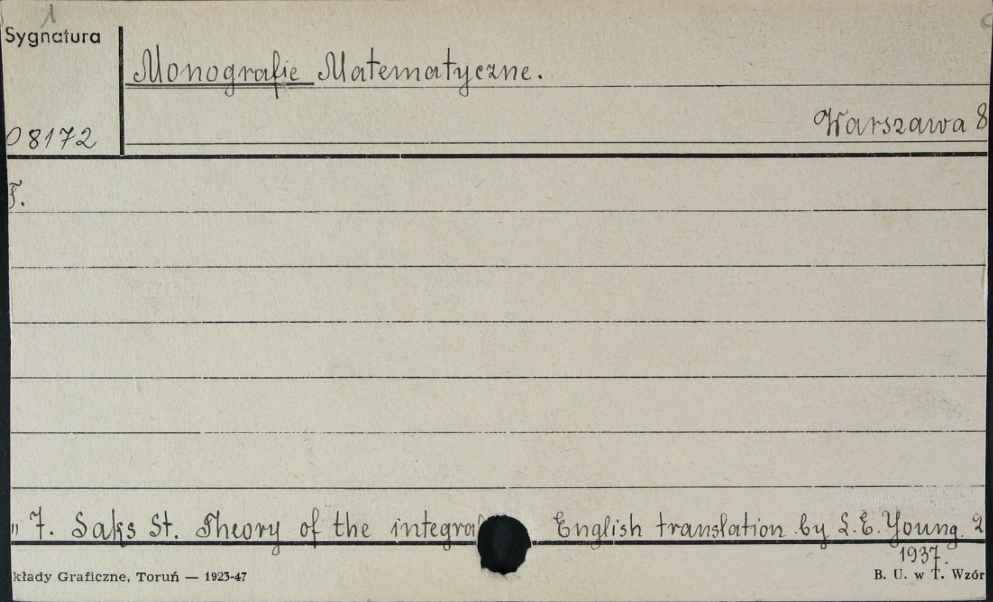 1
Sygnatura
Monografie Matematyczne.
Warszawa 8
08172
T.
" 7. Saks St. Theory of the integral English translation by L.C. Young. 2
1937.
kłady Graficzne, Toruń — 1923-47
B. U. w T. Wzór